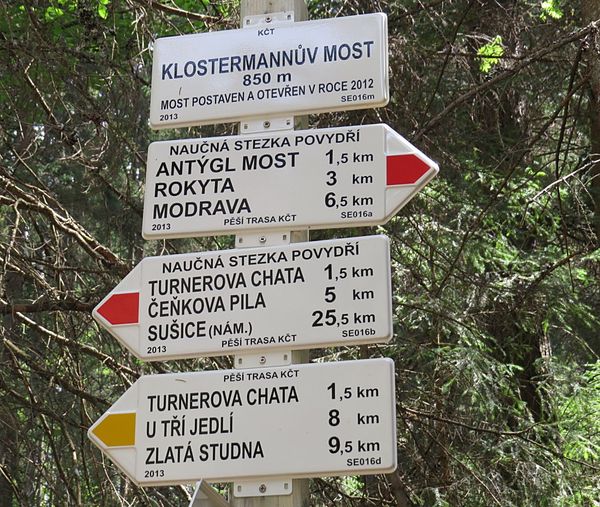 KČT
KLOSTERMANNŮV MOST
850 m
MOST POSTAVEN A OTEVŘEN V ROCE 2012
2013 SE016m
NAUČNÁ STEZKA POVYDŘÍ
ANTÝGL MOST 1,5 km
ROKYTA 3 km
MODRAVA 6,5 km
2013 PĚŠÍ TRASA KČT SE016a
NAUČNÁ STEZKA POVYDŘÍ
TURNEROVA CHATA 1,5 km
ČEŇKOVA PILA 5 km
SUŠICE (NÁM.) 25,5 km
2013 PĚŠÍ TRASA KČT SE016b
PĚŠÍ TRASA KČT
TURNEROVA CHATA 1,5 km
U TŘÍ JEDLÍ 8 km
ZLATÁ STUDNA 9,5 km
2013 SE016d